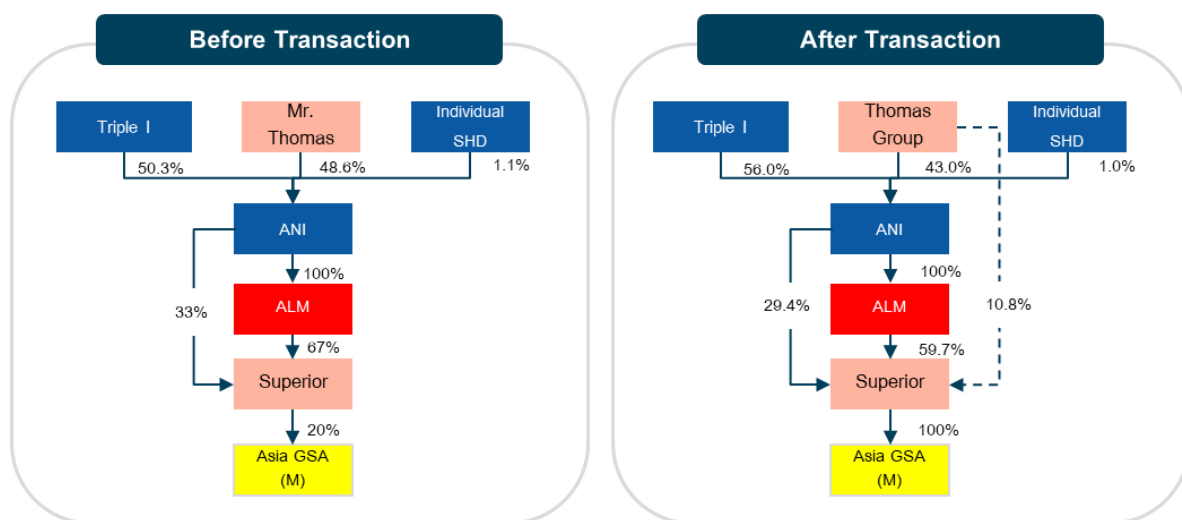 Before Transaction
Triple I
Mr.
Thomas
Individual
SHD
50.3%
48.6%
1.1%
ANI
100%
33%
ALM
67%
Superior
20%
Asia GSA
(M)
After Transaction
Triple I
Thomas
Group
Individual
SHD
56.0%
43.0%
1.0%
ANI
100%
29.4%
ALM
10.8%
59.7%
Superior
100%
Asia GSA
(M)